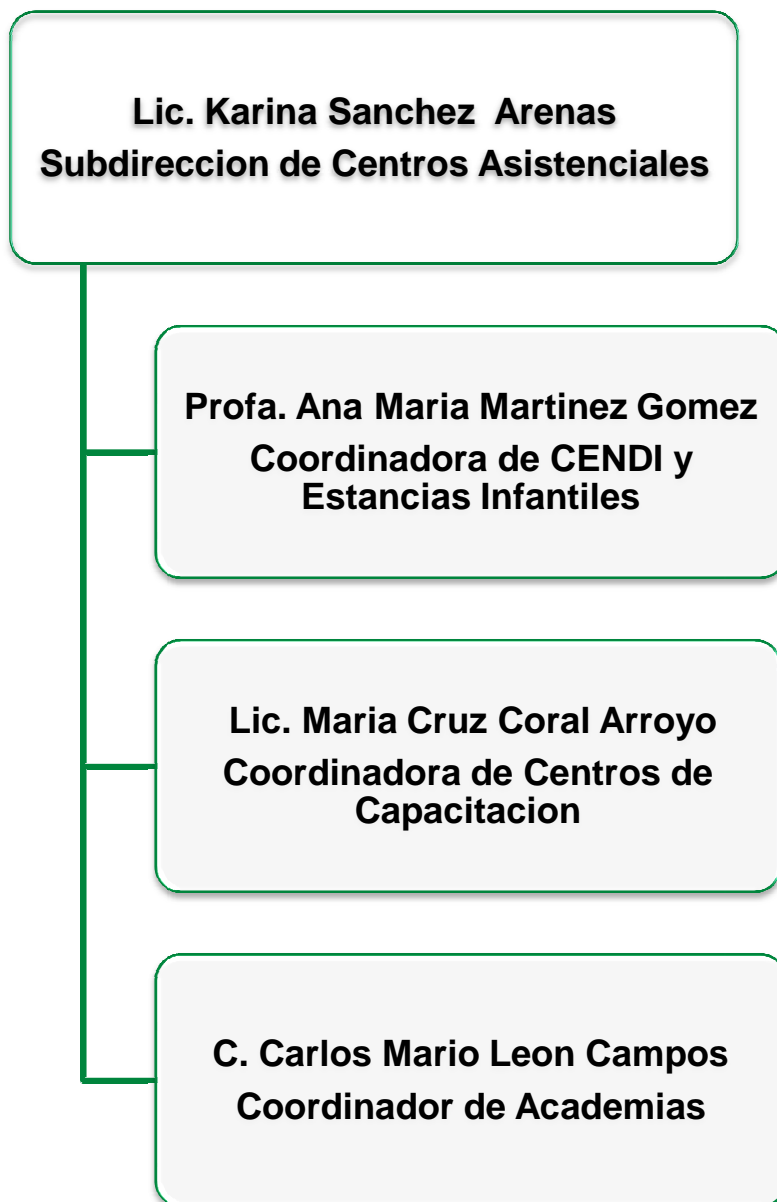 Lic. Karina Sanchez Arenas
Subdireccion de Centros Asistenciales
Profa. Ana Maria Martinez Gomez
Coordinadora de CENDI y
Estancias Infantiles
Lic. Maria Cruz Coral Arroyo
Coordinadora de Centros de
Capacitacion
C. Carlos Mario Leon Campos
Coordinador de Academias